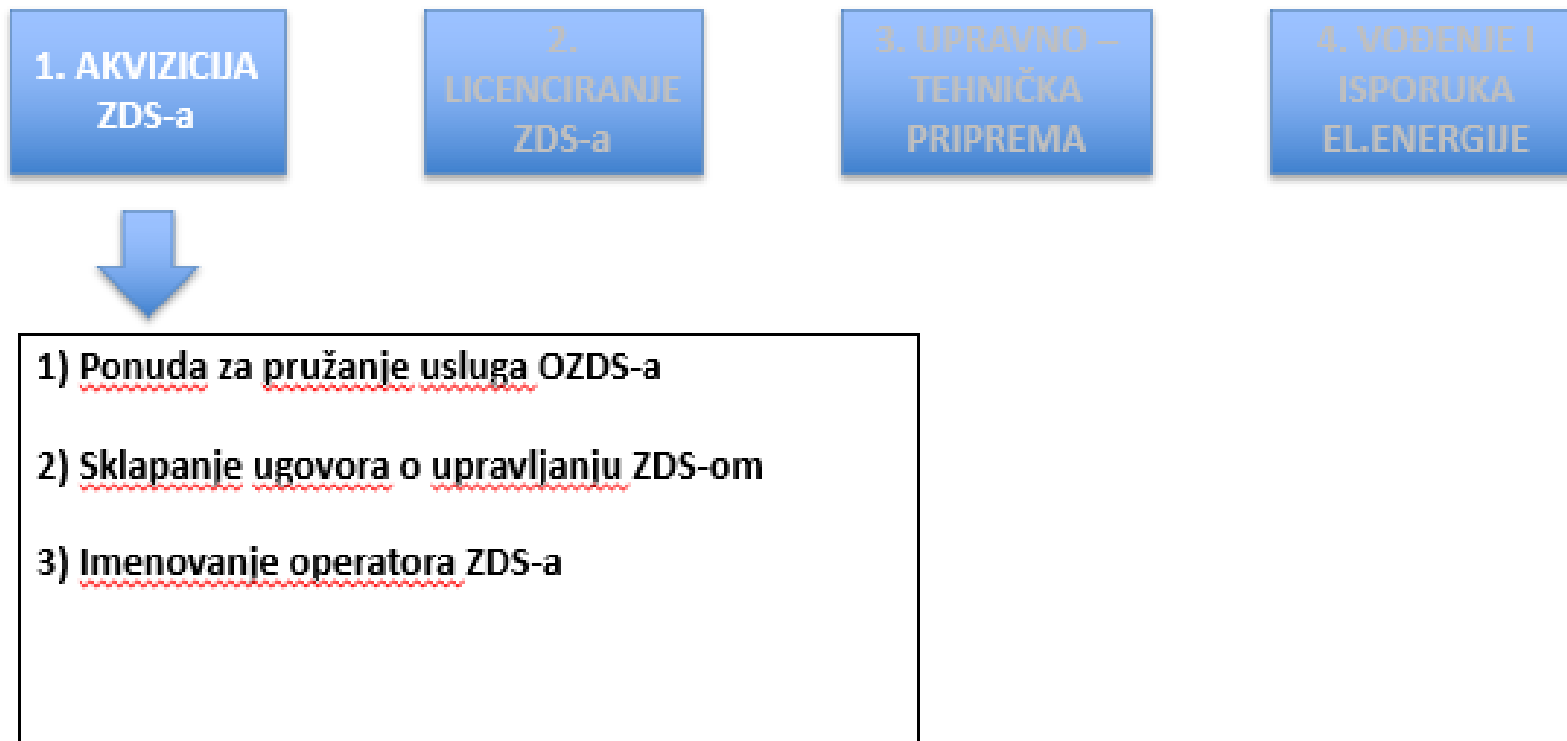 1. AKVIZICIJA
ZDS-a
2.
LICENCIRANJE
ZDS-a
3. UPRAVNO –
TEHNIČKA
PRIPREMA
4. VOĐENJE I
ISPORUKA
EL.ENERGIJE
1) Ponuda za pružanje usluga OZDS-a
2) Sklapanje ugovora o upravljanju ZDS-om
3) Imenovanje operatora ZDS-a